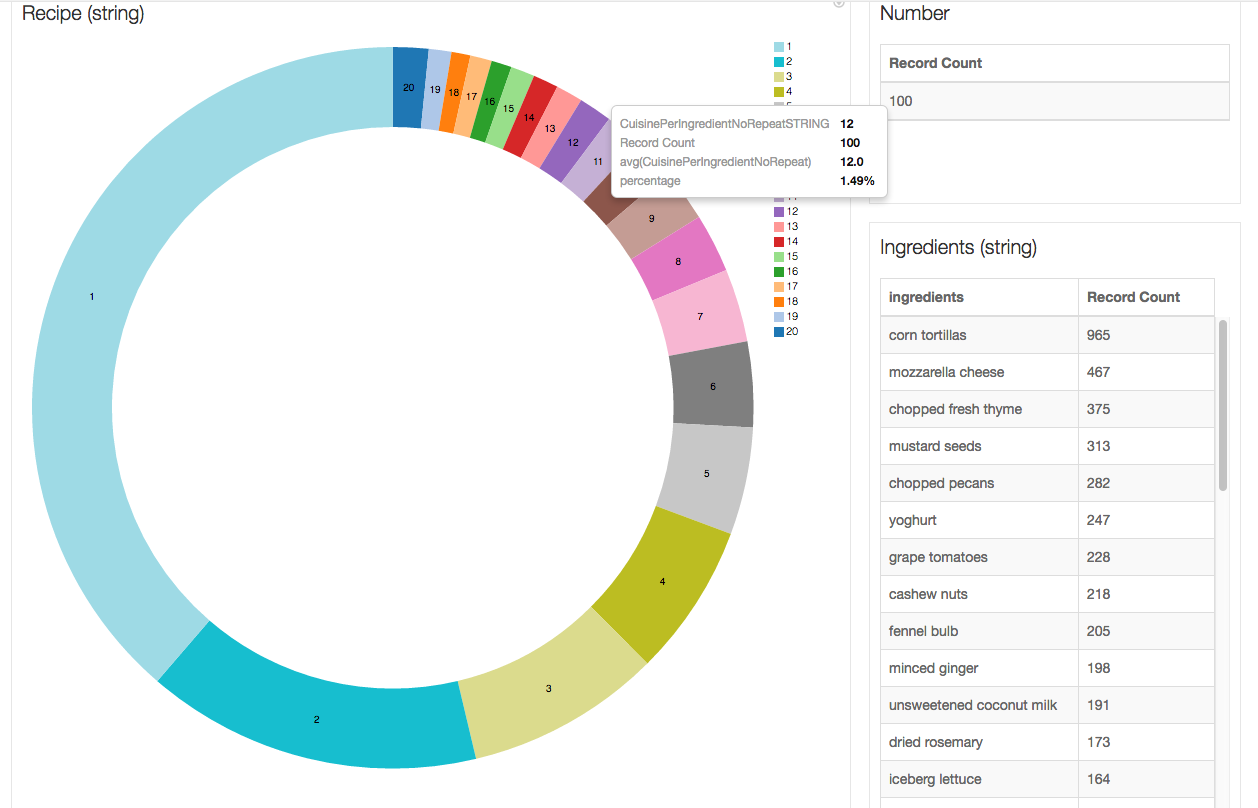 Recipe (string)
20
19
18
17
16
15
14
13
12
11
9
8
7
6
5
4
3
2
1
1
2
3
4
CuisinePerIngredientNoRepeatSTRING 12
Record Count 100
avg(CuisinePerIngredientNoRepeat) 12.0
percentage 1.49%
12
13
14
15
16
17
18
19
20
Number
Record Count
100
Ingredients (string)
ingredients Record Count
corn tortillas 965
mozzarella cheese 467
chopped fresh thyme 375
mustard seeds 313
chopped pecans 282
yoghurt 247
grape tomatoes 228
cashew nuts 218
fennel bulb 205
minced ginger 198
unsweetened coconut milk 191
dried rosemary 173
iceberg lettuce 164